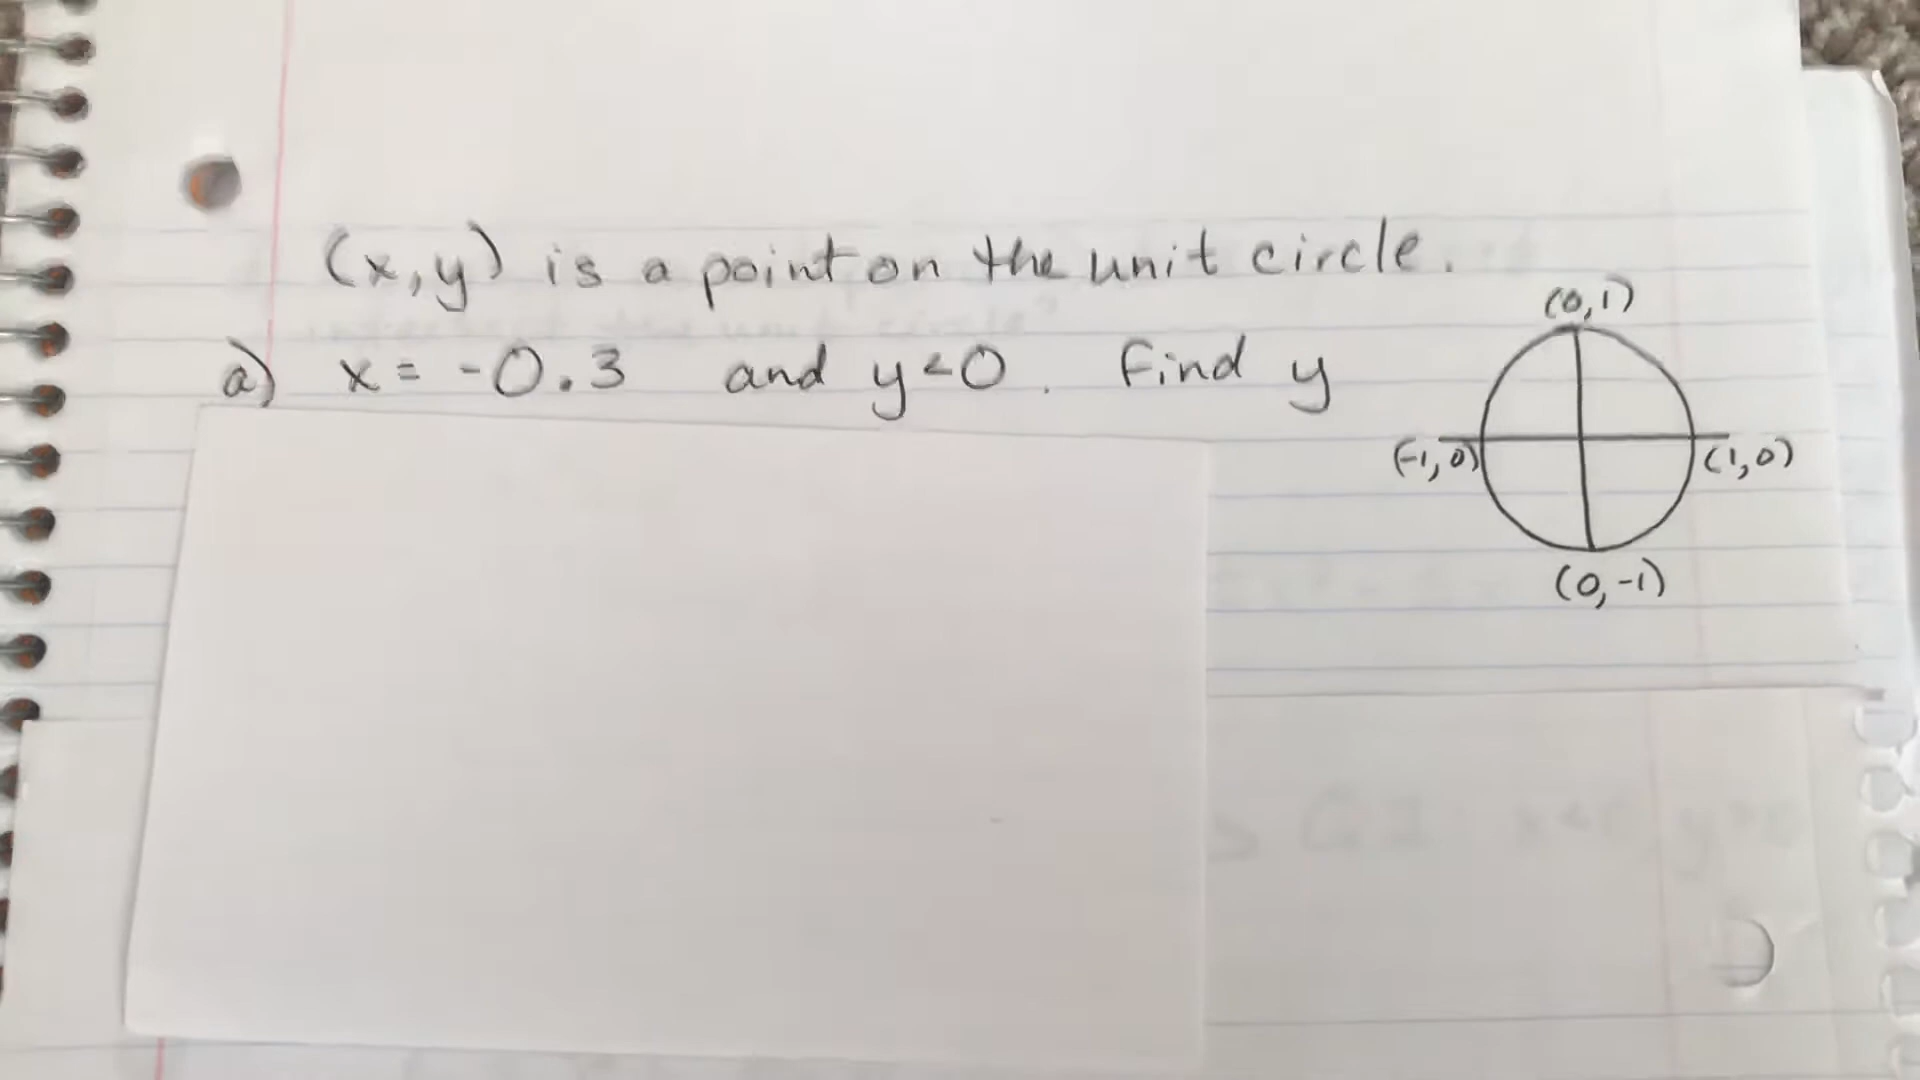 (x,y) is a point on the unit circle.
a) x = -0.3 and y<0. Find y
(0,1)
(-1,0)
(1,0)
(0,-1)